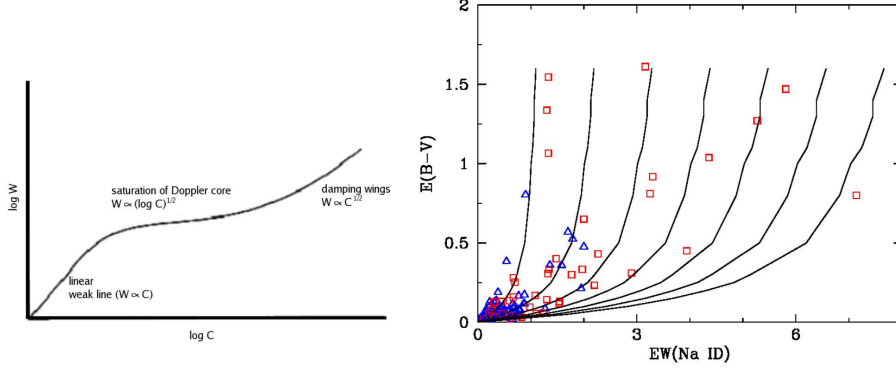 log W
saturation of Doppler core
W ∝ (log C)^1/2
damping wings
W ∝ C^1/2
linear
weak line (W ∝ C)
log C
E(B−V)
2
1.5
1
0.5
0
0
3
6
EW(Na ID)